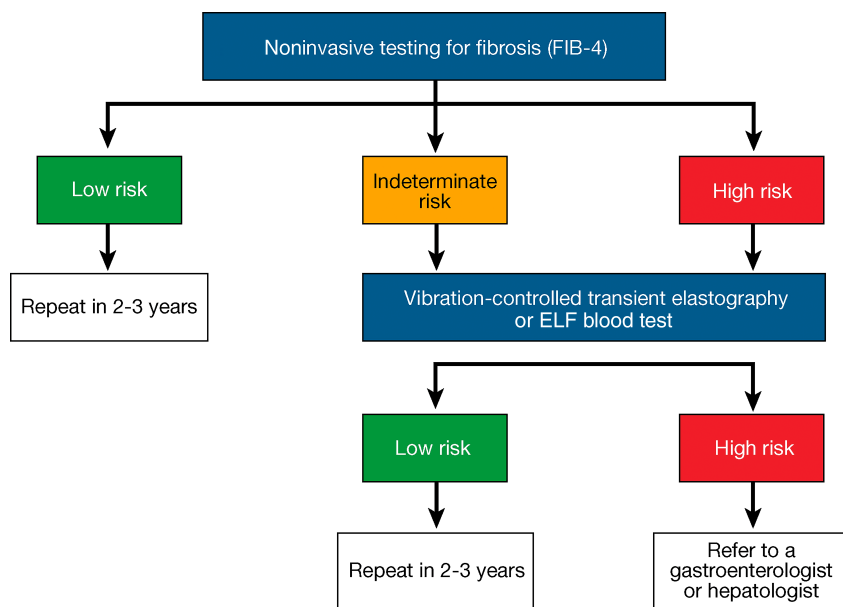 Noninvasive testing for fibrosis (FIB-4)
Low risk
Indeterminate
risk
High risk
Repeat in 2-3 years
Vibration-controlled transient elastography
or ELF blood test
Low risk
High risk
Repeat in 2-3 years
Refer to a
gastroenterologist
or hepatologist